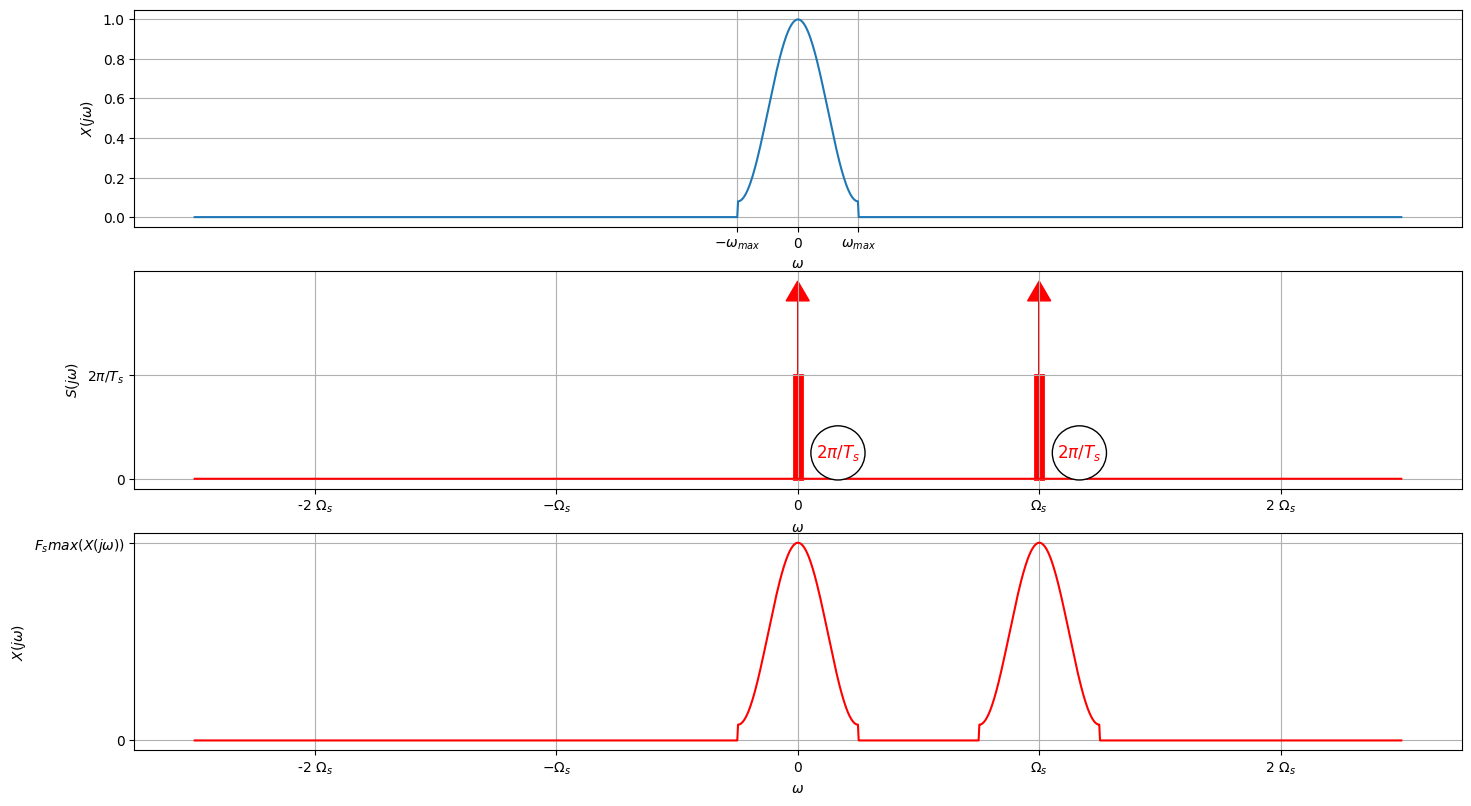 1.0
0.8
0.6
0.4
0.2
0.0
X(jω)
−ω_max 0 ω_max
ω
2π/T_s
0
S(jω)
2π/T_s 2π/T_s
-2 Ω_s −Ω_s 0 Ω_s 2 Ω_s
ω
F_s max(X(jω))
0
X(jω)
-2 Ω_s −Ω_s 0 Ω_s 2 Ω_s
ω